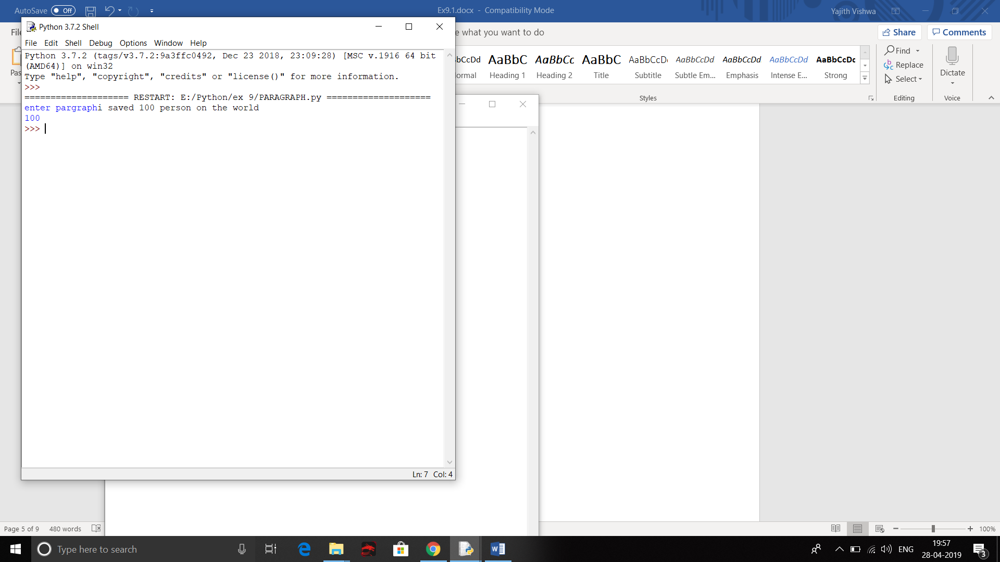 AutoSave Off
Ex9.1.docx - Compatibility Mode
Yajith Vishwa
Python 3.7.2 Shell
e what you want to do
Share
Comments
File Edit Shell Debug Options Window Help
Python 3.7.2 (tags/v3.7.2:9a3ffc0492, Dec 23 2018, 23:09:28) [MSC v.1916 64 bit
(AMD64)] on win32
Type "help", "copyright", "credits" or "license()" for more information.
>>>
==================== RESTART: E:/Python/ex 9/PARAGRAPH.py ====================
enter pargraphi saved 100 person on the world
100
>>>
Ln: 7 Col: 4
Fil
Pas
bCcDd AaBbC AaBbCc AaBbC AaBbCcD AaBbCcDd AaBbCcDd AaBbCcDd AaBbCcDc
ormal Heading 1 Heading 2 Title Subtitle Subtle Em... Emphasis Intense E... Strong
Styles
Find
Replace
Select
Editing
Dictate
Voice
Page 5 of 9 480 words
100%
Type here to search
W
ENG
19:57
28-04-2019
3